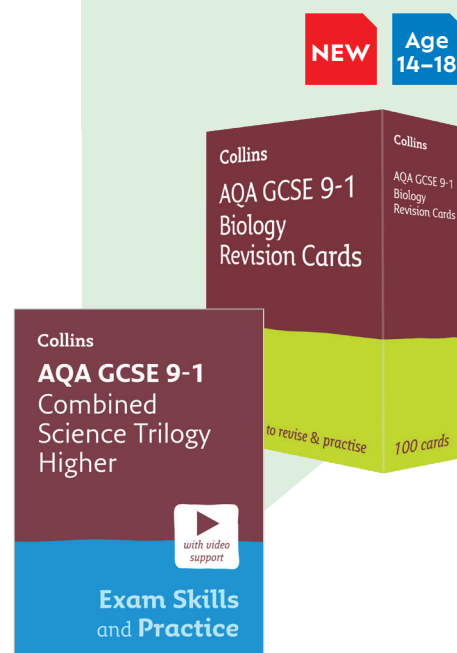 NEW
Age
14–18
Collins
AQA GCSE 9-1
Biology
Revision Cards
Collins
AQA GCSE 9-1
Biology
Revision Cards
to revise & practise
100 cards
Collins
AQA GCSE 9-1
Combined
Science Trilogy
Higher
with video
support
Exam Skills
and Practice